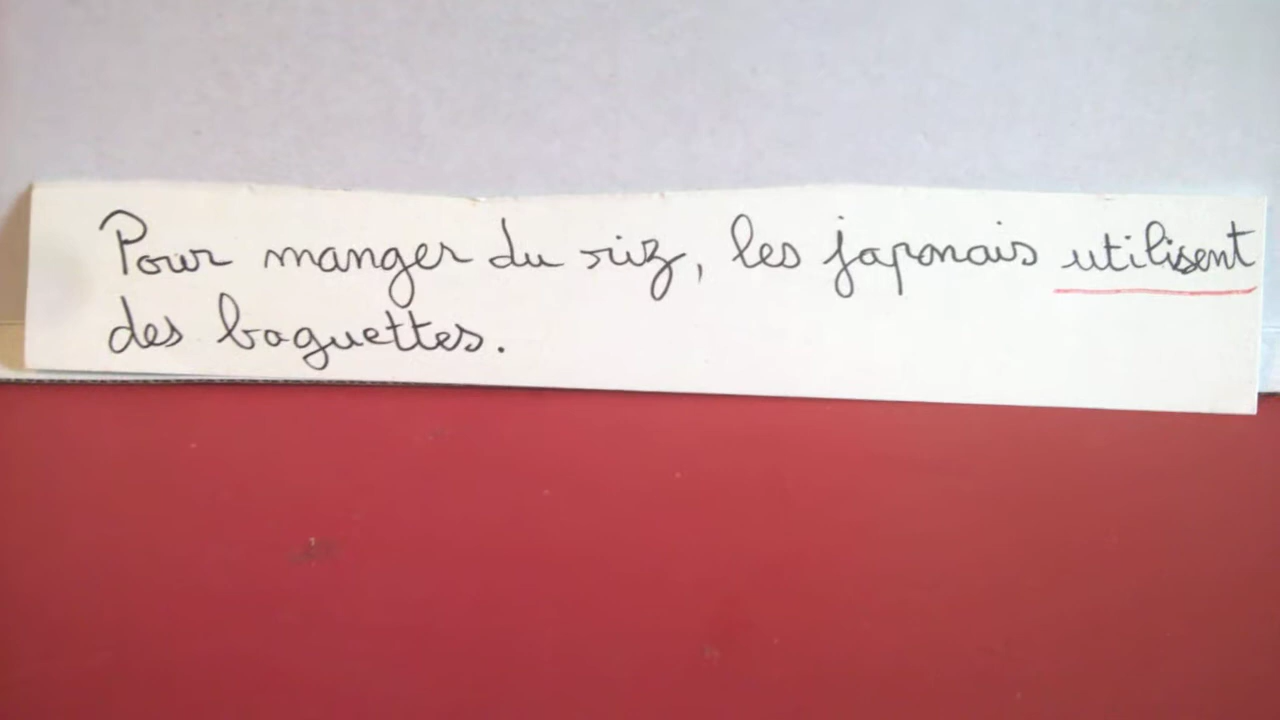 Pour manger du riz, les japonais utilisent
des baguettes.